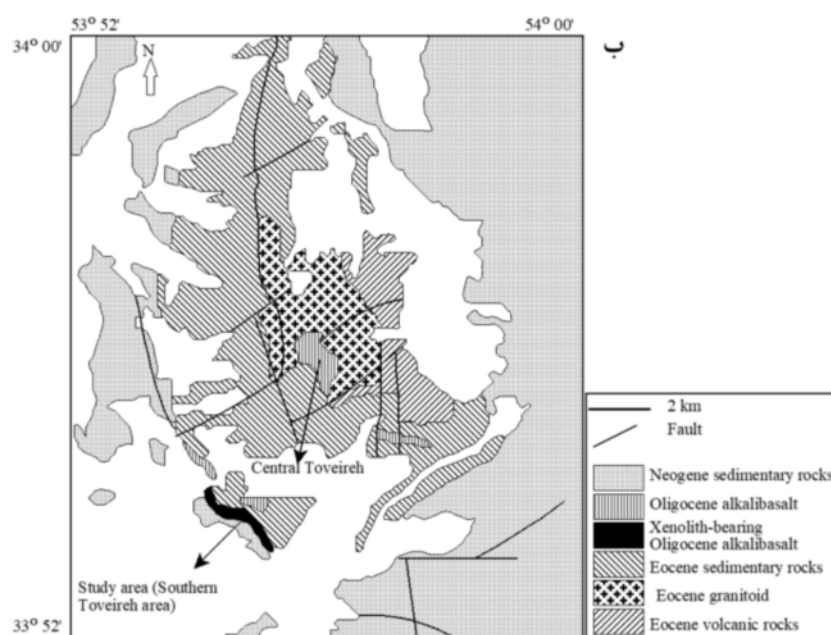 53° 52'
54° 00'
34° 00'
ب
N
Central Toveireh
Study area (Southern
Toveireh area)
33° 52'
2 km
Fault
Neogene sedimentary rocks
Oligocene alkalibasalt
Xenolith-bearing
Oligocene alkalibasalt
Eocene sedimentary rocks
Eocene granitoid
Eocene volcanic rocks